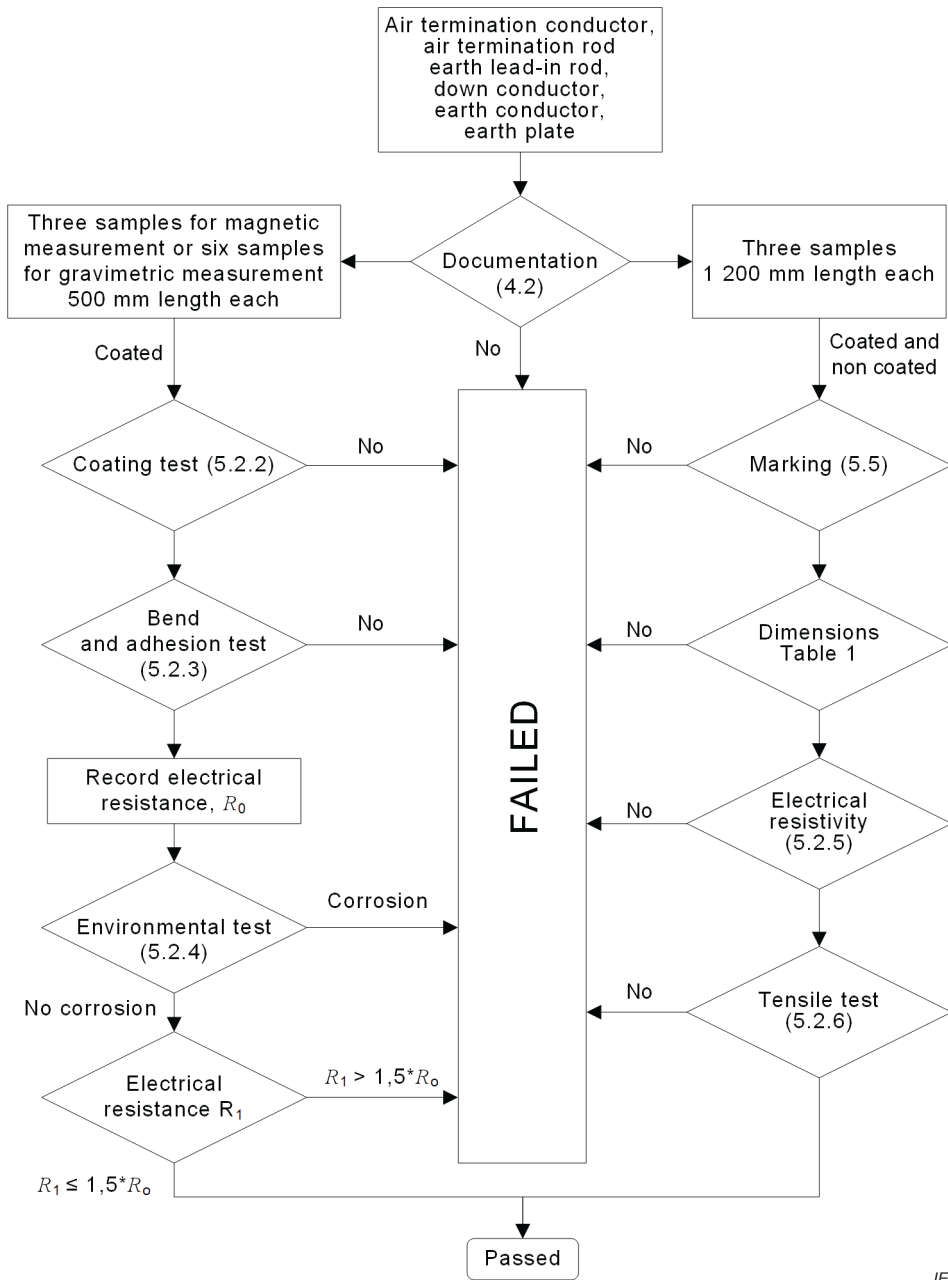 Air termination conductor,
air termination rod
earth lead-in rod,
down conductor,
earth conductor,
earth plate
Three samples for magnetic
measurement or six samples
for gravimetric measurement
500 mm length each
Documentation
(4.2)
Three samples
1 200 mm length each
Coated
No
Coated and
non coated
Coating test (5.2.2)
No
No
Marking (5.5)
Bend
and adhesion test
(5.2.3)
No
No
Dimensions
Table 1
FAILED
Record electrical
resistance, R₀
No
Electrical
resistivity
(5.2.5)
Environmental test
(5.2.4)
Corrosion
No
Tensile test
(5.2.6)
No corrosion
Electrical
resistance R₁
R₁ > 1,5*Rₒ
R₁ ≤ 1,5*Rₒ
Passed